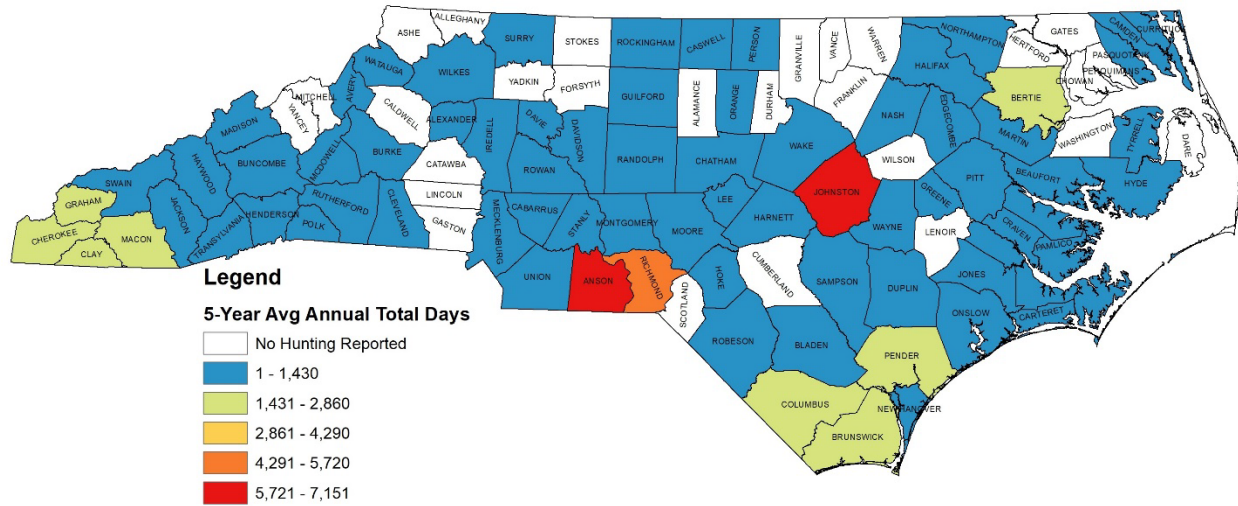 ALLEGHANY
ASHE
SURRY
STOKES
ROCKINGHAM
CASWELL
PERSON
GRANVILLE
VANCE
WARREN
NORTHAMPTON
HERTFORD
GATES
CAMDEN
CURRITUCK
WATAUGA
WILKES
YADKIN
FORSYTH
GUILFORD
ALAMANCE
ORANGE
DURHAM
FRANKLIN
HALIFAX
BERTIE
CHOWAN
PERQUIMANS
PASQUOTANK
MITCHELL
AVERY
YANCEY
CALDWELL
ALEXANDER
IREDELL
DAVIE
DAVIDSON
RANDOLPH
CHATHAM
WAKE
NASH
EDGECOMBE
MARTIN
WASHINGTON
TYRRELL
DARE
MADISON
BUNCOMBE
MCDOWELL
BURKE
CATAWBA
ROWAN
LEE
JOHNSTON
WILSON
PITT
BEAUFORT
HYDE
SWAIN
HAYWOOD
GRAHAM
JACKSON
HENDERSON
RUTHERFORD
CLEVELAND
LINCOLN
GASTON
MECKLENBURG
CABARRUS
STANLY
MONTGOMERY
MOORE
HARNETT
WAYNE
GREENE
LENOIR
CRAVEN
PAMLICO
CHEROKEE
MACON
CLAY
TRANSYLVANIA
POLK
UNION
ANSON
RICHMOND
SCOTLAND
HOKE
CUMBERLAND
SAMPSON
DUPLIN
JONES
ONSLOW
CARTERET
ROBESON
BLADEN
PENDER
COLUMBUS
NEW HANOVER
BRUNSWICK
Legend
5-Year Avg Annual Total Days
No Hunting Reported
1 - 1,430
1,431 - 2,860
2,861 - 4,290
4,291 - 5,720
5,721 - 7,151